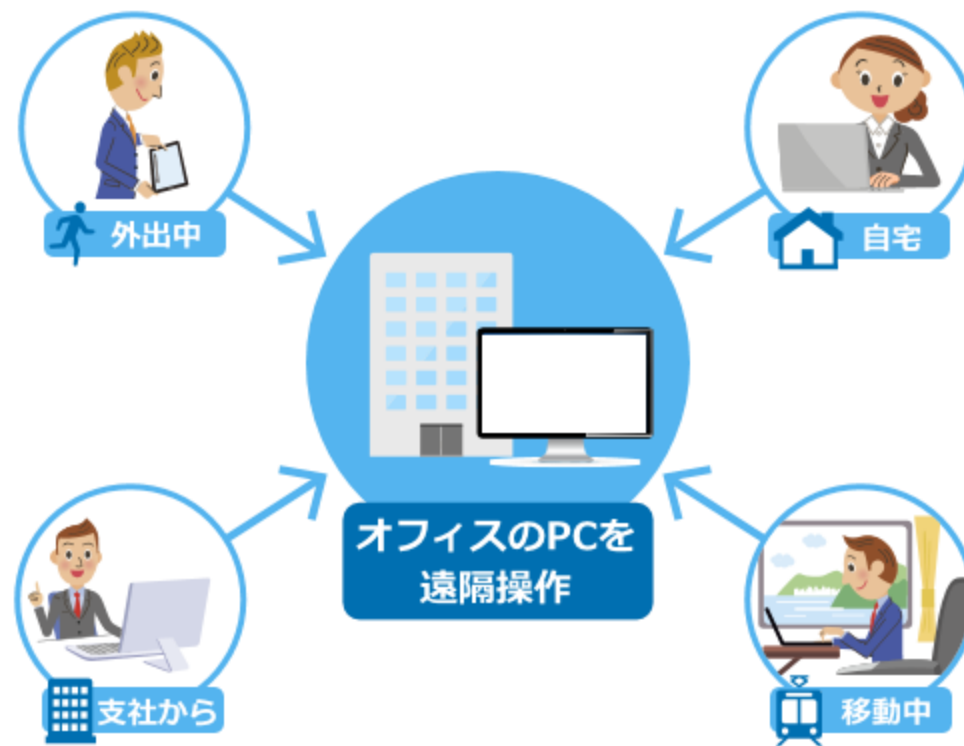 外出中
自宅
オフィスのPCを
遠隔操作
支社から
移動中